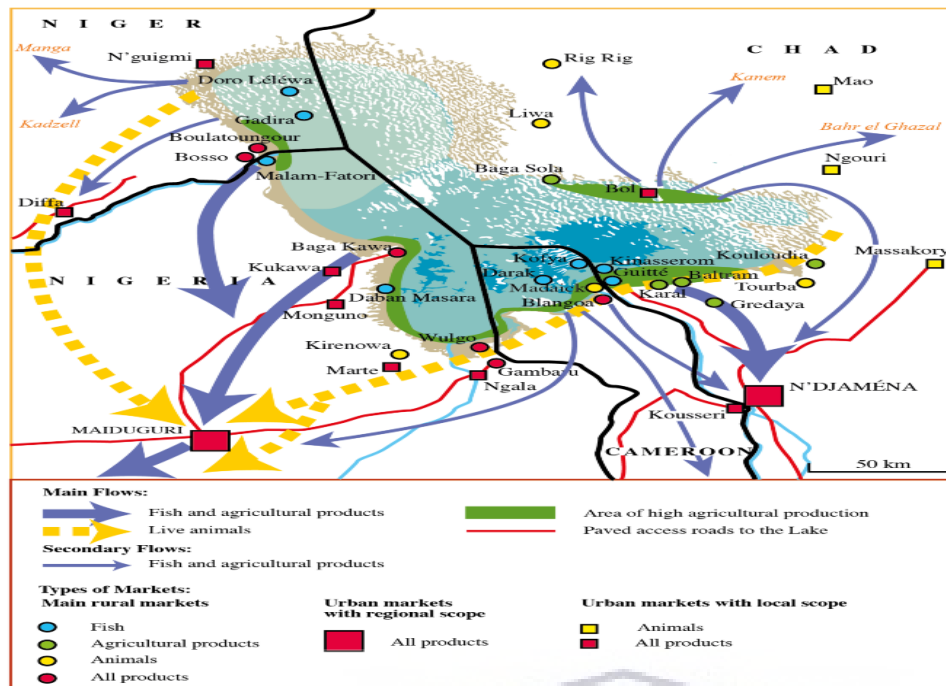 NIGER
CHAD
Manga
N'guigmi
Rig Rig
Doro Léléwa
Kanem
Mao
Kadzell
Gadira
Liwa
Bahr el Ghazal
Boulatoungour
Bosso
Malam-Fatori
Baga Sola
Bol
Ngouri
Diffa
Baga Kawa
Kofya
Kinasserom
Kouloudia
Massakory
NIGERIA
Kukawa
Darak
Guitté
Baltram
Daban Masara
Madaick
Karal
Tourba
Monguno
Blangoa
Gredaya
Kirenowa
Wulgo
Marte
Gambaru
Ngala
N'DJAMÉNA
MAIDUGURI
Kousseri
CAMEROON
50 km
Main Flows:
Fish and agricultural products
Area of high agricultural production
Live animals
Paved access roads to the Lake
Secondary Flows:
Fish and agricultural products
Types of Markets:
Main rural markets
Urban markets
with regional scope
Urban markets with local scope
Fish
All products
Animals
Agricultural products
All products
Animals
All products